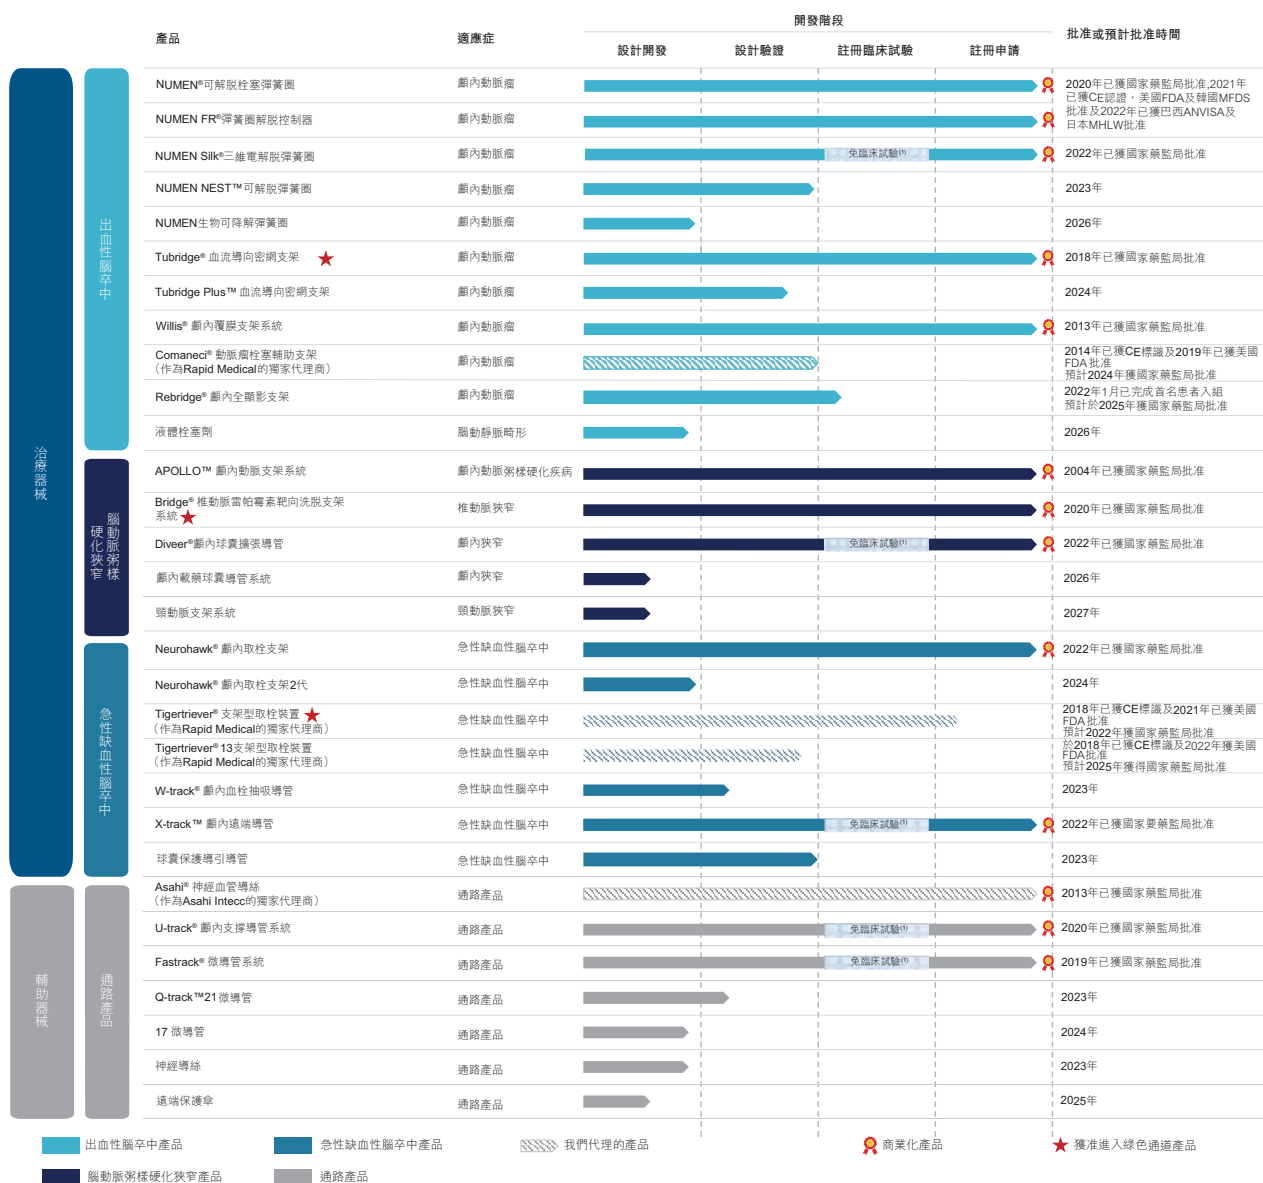 開發階段
產品
適應症
批准或預計批准時間
設計開發
設計驗證
註冊臨床試驗
註冊申請
治療器械
出血性腦卒中
NUMEN®可解脫栓塞彈簧圈
顱內動脈瘤
2020年已獲國家藥監局批准,2021年
已獲CE認證，美國FDA及韓國MFDS
批准及2022年已獲巴西ANVISA及
日本MHLW批准
NUMEN FR®彈簧圈解脫控制器
顱內動脈瘤
NUMEN Silk®三維電解脫彈簧圈
顱內動脈瘤
免臨床試驗(1)
2022年已獲國家藥監局批准
NUMEN NEST™可解脫彈簧圈
顱內動脈瘤
2023年
NUMEN生物可降解彈簧圈
顱內動脈瘤
2026年
Tubridge® 血流導向密網支架
顱內動脈瘤
2018年已獲國家藥監局批准
Tubridge Plus™ 血流導向密網支架
顱內動脈瘤
2024年
Willis® 顱內覆膜支架系統
顱內動脈瘤
2013年已獲國家藥監局批准
Comaneci® 動脈瘤栓塞輔助支架
（作為Rapid Medical的獨家代理商）
顱內動脈瘤
2014年已獲CE標識及2019年已獲美國
FDA 批准
預計2024年獲國家藥監局批准
Rebridge® 顱內全顯影支架
顱內動脈瘤
2022年1月已完成首名患者入組
預計於2025年獲國家藥監局批准
液體栓塞劑
腦動靜脈畸形
2026年
腦動脈粥樣
硬化狹窄
APOLLO™ 顱內動脈支架系統
顱內動脈粥樣硬化疾病
2004年已獲國家藥監局批准
Bridge® 椎動脈雷帕霉素靶向洗脫支架
系統
椎動脈狹窄
2020年已獲國家藥監局批准
Diveer®顱內球囊擴張導管
顱內狹窄
免臨床試驗(1)
2022年已獲國家藥監局批准
顱內載藥球囊導管系統
顱內狹窄
2026年
頸動脈支架系統
頸動脈狹窄
2027年
急性缺血性腦卒中
Neurohawk® 顱內取栓支架
急性缺血性腦卒中
2022年已獲國家藥監局批准
Neurohawk® 顱內取栓支架2代
急性缺血性腦卒中
2024年
Tigertriever® 支架型取栓裝置
（作為Rapid Medical的獨家代理商）
急性缺血性腦卒中
2018年已獲CE標識及2021年已獲美國
FDA 批准
預計2022年獲國家藥監局批准
Tigertriever® 13支架型取栓裝置
（作為Rapid Medical的獨家代理商）
急性缺血性腦卒中
於2018年已獲CE標識及2022年獲美國
FDA批准
預計2025年獲得國家藥監局批准
W-track® 顱內血栓抽吸導管
急性缺血性腦卒中
2023年
X-track™ 顱內遠端導管
急性缺血性腦卒中
免臨床試驗(1)
2022年已獲國家要藥監局批准
球囊保護導引導管
急性缺血性腦卒中
2023年
輔助器械
通路產品
Asahi® 神經血管導絲
（作為Asahi Intecc的獨家代理商）
通路產品
2013年已獲國家藥監局批准
U-track® 顱內支撐導管系統
通路產品
免臨床試驗(1)
2020年已獲國家藥監局批准
Fastrack® 微導管系統
通路產品
免臨床試驗(1)
2019年已獲國家藥監局批准
Q-track™21微導管
通路產品
2023年
17 微導管
通路產品
2024年
神經導絲
通路產品
2023年
遠端保護傘
通路產品
2025年
出血性腦卒中產品
急性缺血性腦卒中產品
我們代理的產品
商業化產品
獲准進入綠色通道產品
腦動脈粥樣硬化狹窄產品
通路產品